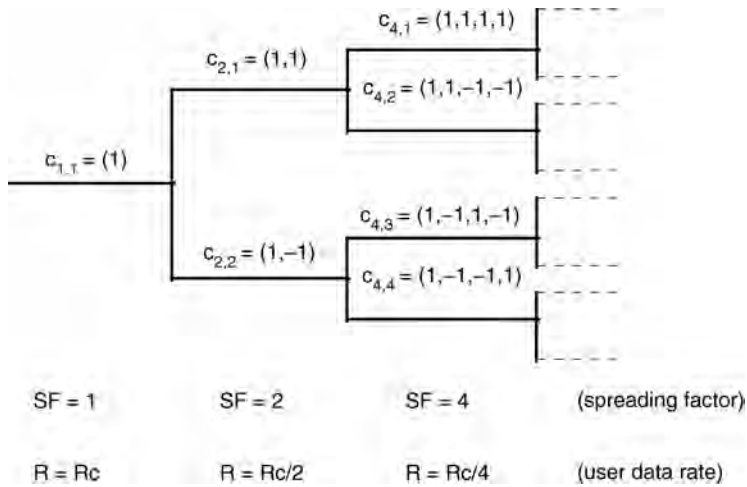 c4,1 = (1,1,1,1)
c2,1 = (1,1)
c4,2 = (1,1,-1,-1)
c1,1 = (1)
c4,3 = (1,-1,1,-1)
c2,2 = (1,-1)
c4,4 = (1,-1,-1,1)
SF = 1 SF = 2 SF = 4 (spreading factor)
R = Rc R = Rc/2 R = Rc/4 (user data rate)